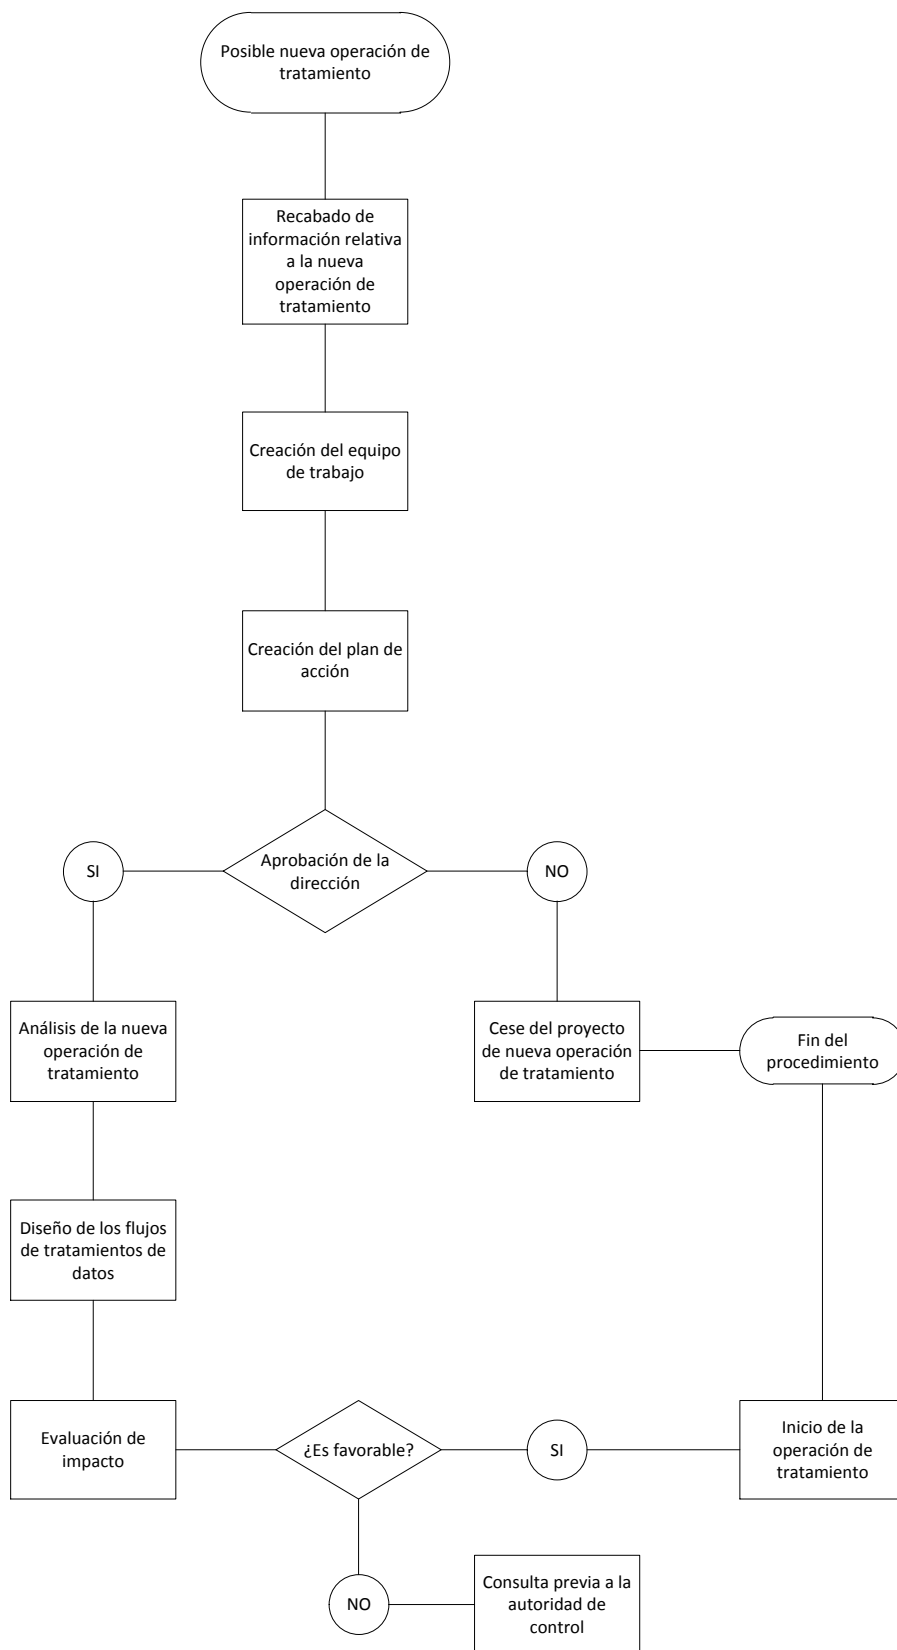 Posible nueva operación de
tratamiento
Recabado de
información relativa
a la nueva
operación de
tratamiento
Creación del equipo
de trabajo
Creación del plan de
acción
Aprobación de la
dirección
SI
NO
Análisis de la nueva
operación de
tratamiento
Cese del proyecto
de nueva operación
de tratamiento
Fin del
procedimiento
Diseño de los flujos
de tratamientos de
datos
Evaluación de
impacto
¿Es favorable?
SI
Inicio de la
operación de
tratamiento
NO
Consulta previa a la
autoridad de
control